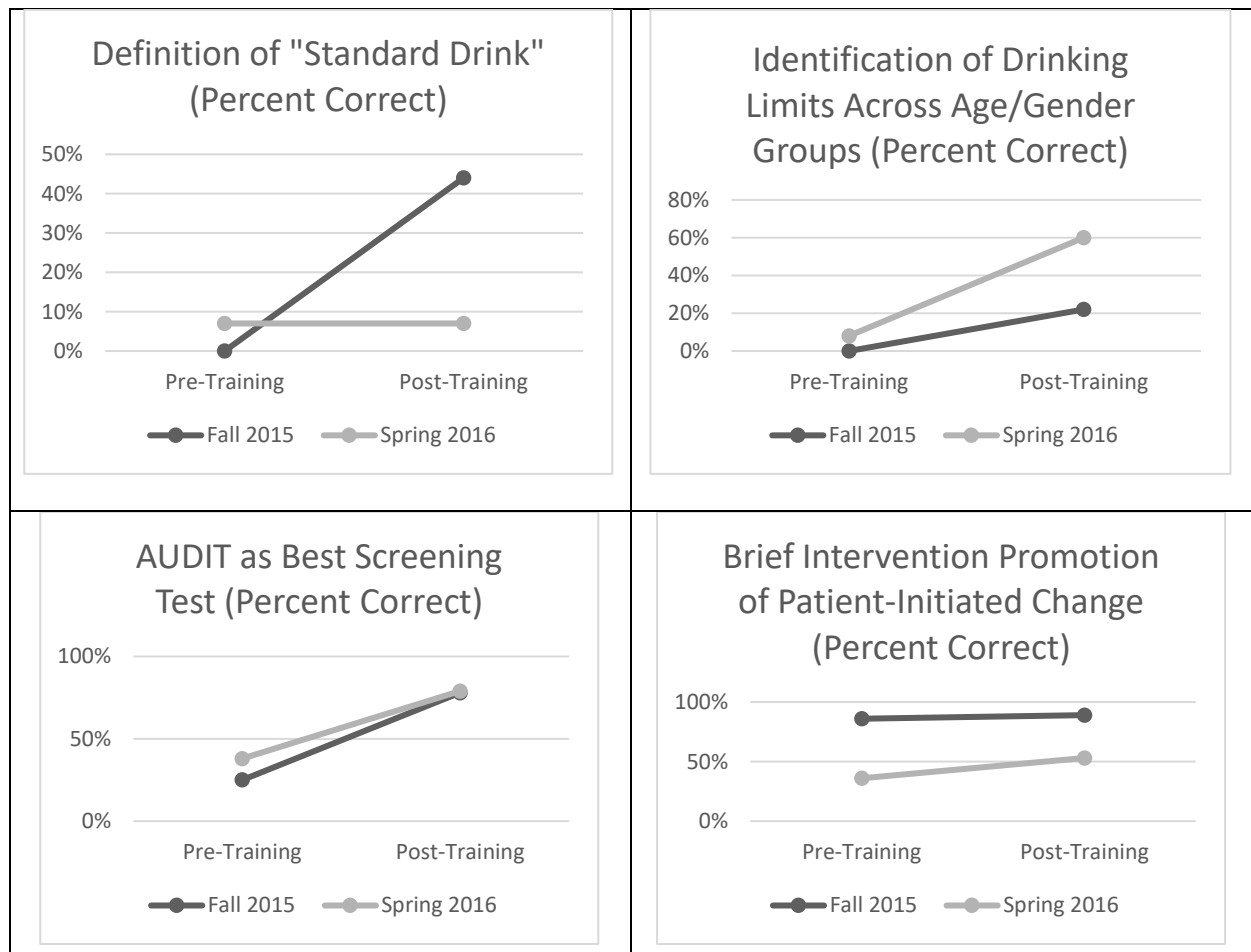 Definition of "Standard Drink"
(Percent Correct)
50%
40%
30%
20%
10%
0%
Pre-Training Post-Training
Fall 2015 Spring 2016
Identification of Drinking
Limits Across Age/Gender
Groups (Percent Correct)
80%
60%
40%
20%
0%
Pre-Training Post-Training
Fall 2015 Spring 2016
AUDIT as Best Screening
Test (Percent Correct)
100%
50%
0%
Pre-Training Post-Training
Fall 2015 Spring 2016
Brief Intervention Promotion
of Patient-Initiated Change
(Percent Correct)
100%
50%
0%
Pre-Training Post-Training
Fall 2015 Spring 2016